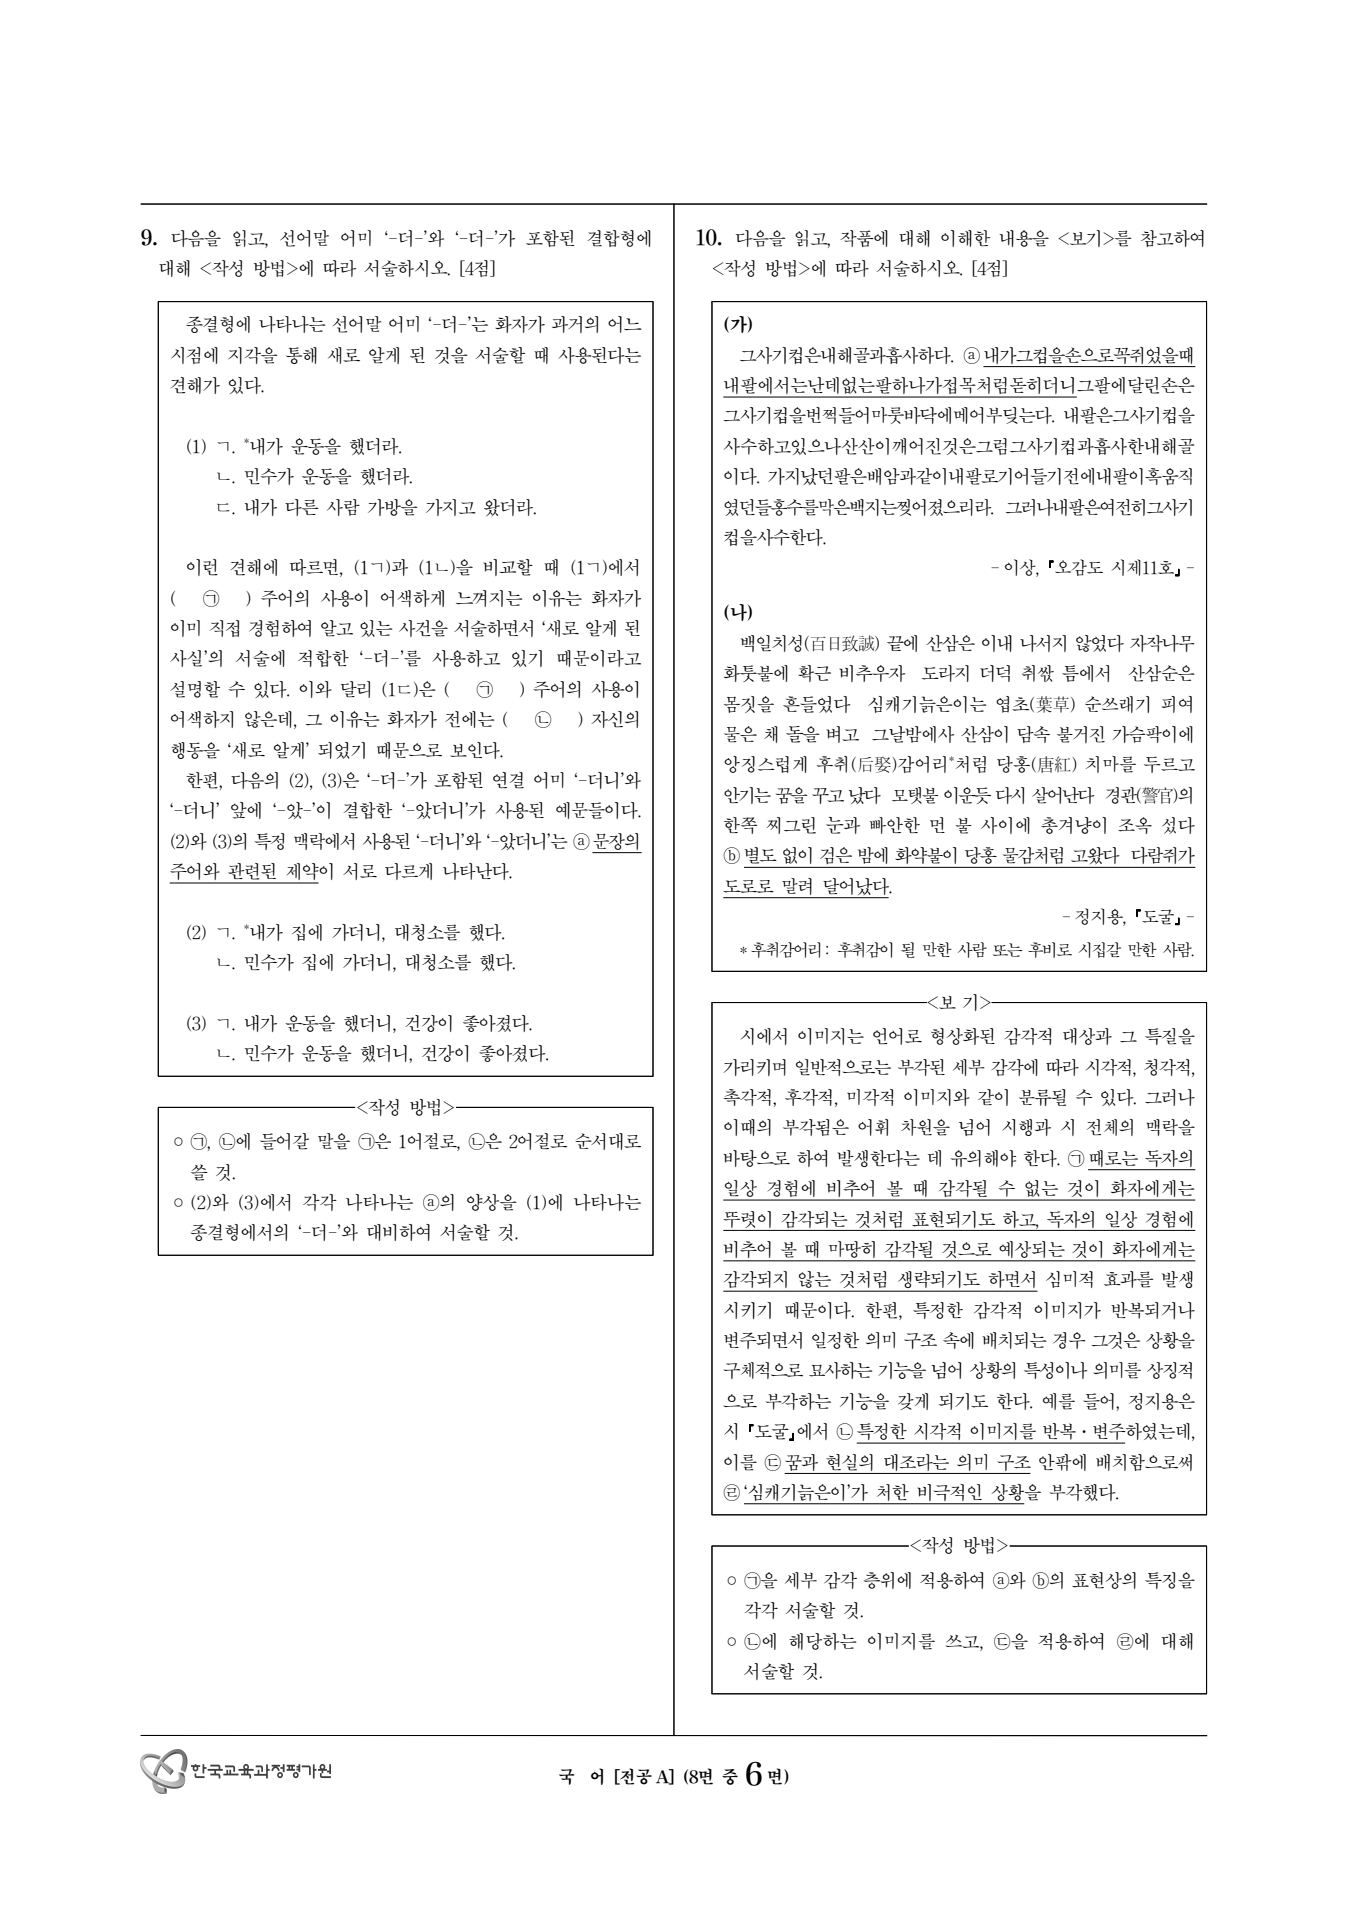 9. 다음을 읽고, 선어말 어미 ‘-더-’와 ‘-더-’가 포함된 결합형에
대해 <작성 방법>에 따라 서술하시오. [4점]
종결형에 나타나는 선어말 어미 ‘-더-’는 화자가 과거의 어느
시점에 지각을 통해 새로 알게 된 것을 서술할 때 사용된다는
견해가 있다.
(1) ㄱ. *내가 운동을 했더라.
ㄴ. 민수가 운동을 했더라.
ㄷ. 내가 다른 사람 가방을 가지고 왔더라.
이런 견해에 따르면, (1ㄱ)과 (1ㄴ)을 비교할 때 (1ㄱ)에서
( ㉠ ) 주어의 사용이 어색하게 느껴지는 이유는 화자가
이미 직접 경험하여 알고 있는 사건을 서술하면서 ‘새로 알게 된
사실’의 서술에 적합한 ‘-더-’를 사용하고 있기 때문이라고
설명할 수 있다. 이와 달리 (1ㄷ)은 ( ㉠ ) 주어의 사용이
어색하지 않은데, 그 이유는 화자가 전에는 ( ㉡ ) 자신의
행동을 ‘새로 알게’ 되었기 때문으로 보인다.
한편, 다음의 (2), (3)은 ‘-더-’가 포함된 연결 어미 ‘-더니’와
‘-더니’ 앞에 ‘-았-’이 결합한 ‘-았더니’가 사용된 예문들이다.
(2)와 (3)의 특정 맥락에서 사용된 ‘-더니’와 ‘-았더니’는 ⓐ 문장의
주어와 관련된 제약이 서로 다르게 나타난다.
(2) ㄱ. *내가 집에 가더니, 대청소를 했다.
ㄴ. 민수가 집에 가더니, 대청소를 했다.
(3) ㄱ. 내가 운동을 했더니, 건강이 좋아졌다.
ㄴ. 민수가 운동을 했더니, 건강이 좋아졌다.
<작성 방법>
○ ㉠, ㉡에 들어갈 말을 ㉠은 1어절로, ㉡은 2어절로 순서대로
쓸 것.
○ (2)와 (3)에서 각각 나타나는 ⓐ의 양상을 (1)에 나타나는
종결형에서의 ‘-더-’와 대비하여 서술할 것.
10. 다음을 읽고, 작품에 대해 이해한 내용을 <보기>를 참고하여
<작성 방법>에 따라 서술하시오. [4점]
(가)
그사기컵은내해골과흡사하다. ⓐ 내가그컵을손으로꼭쥐었을때
내팔에서는난데없는팔하나가접목처럼돋히더니그팔에달린손은
그사기컵을번쩍들어마룻바닥에메어부딪는다. 내팔은그사기컵을
사수하고있으나산산이깨어진것은그럼그사기컵과흡사한내해골
이다. 가지났던팔은배암과같이내팔로기어들기전에내팔이혹움직
였던들홍수를막은백지는찢어졌으리라. 그러나내팔은여전히그사기
컵을사수한다.
- 이상, 『오감도 시제11호』 -
(나)
백일치성(百日致誠) 끝에 산삼은 이내 나서지 않었다 자작나무
화툿불에 확근 비추우자 도라지 더덕 취쌌 틈에서 산삼순은
몸짓을 흔들었다 심캐기늙은이는 엽초(葉草) 순쓰래기 피여
물은 채 돌을 벼고 그날밤에사 산삼이 담속 불거진 가슴팍이에
앙징스럽게 후취(后娶)감어리*처럼 당홍(唐紅) 치마를 두르고
안기는 꿈을 꾸고 났다 모탯불 이운듯 다시 살어난다 경관(警官)의
한쪽 찌그린 눈과 빠안한 먼 불 사이에 총겨냥이 조옥 섰다
ⓑ 별도 없이 검은 밤에 화약불이 당홍 물감처럼 고왔다 다람쥐가
도로로 말려 달어났다.
- 정지용, 『도굴』 -
* 후취감어리 : 후취감이 될 만한 사람 또는 후비로 시집갈 만한 사람.
<보 기>
시에서 이미지는 언어로 형상화된 감각적 대상과 그 특질을
가리키며 일반적으로는 부각된 세부 감각에 따라 시각적, 청각적,
촉각적, 후각적, 미각적 이미지와 같이 분류될 수 있다. 그러나
이때의 부각됨은 어휘 차원을 넘어 시행과 시 전체의 맥락을
바탕으로 하여 발생한다는 데 유의해야 한다. ㉠ 때로는 독자의
일상 경험에 비추어 볼 때 감각될 수 없는 것이 화자에게는
뚜렷이 감각되는 것처럼 표현되기도 하고, 독자의 일상 경험에
비추어 볼 때 마땅히 감각될 것으로 예상되는 것이 화자에게는
감각되지 않는 것처럼 생략되기도 하면서 심미적 효과를 발생
시키기 때문이다. 한편, 특정한 감각적 이미지가 반복되거나
변주되면서 일정한 의미 구조 속에 배치되는 경우 그것은 상황을
구체적으로 묘사하는 기능을 넘어 상황의 특성이나 의미를 상징적
으로 부각하는 기능을 갖게 되기도 한다. 예를 들어, 정지용은
시 『도굴』에서 ㉡ 특정한 시각적 이미지를 반복·변주하였는데,
이를 ㉢ 꿈과 현실의 대조라는 의미 구조 안팎에 배치함으로써
㉣ ‘심캐기늙은이’가 처한 비극적인 상황을 부각했다.
<작성 방법>
○ ㉠을 세부 감각 층위에 적용하여 ⓐ와 ⓑ의 표현상의 특징을
각각 서술할 것.
○ ㉡에 해당하는 이미지를 쓰고, ㉢을 적용하여 ㉣에 대해
서술할 것.
한국교육과정평가원
국 어 [전공 A] (8면 중 6 면)